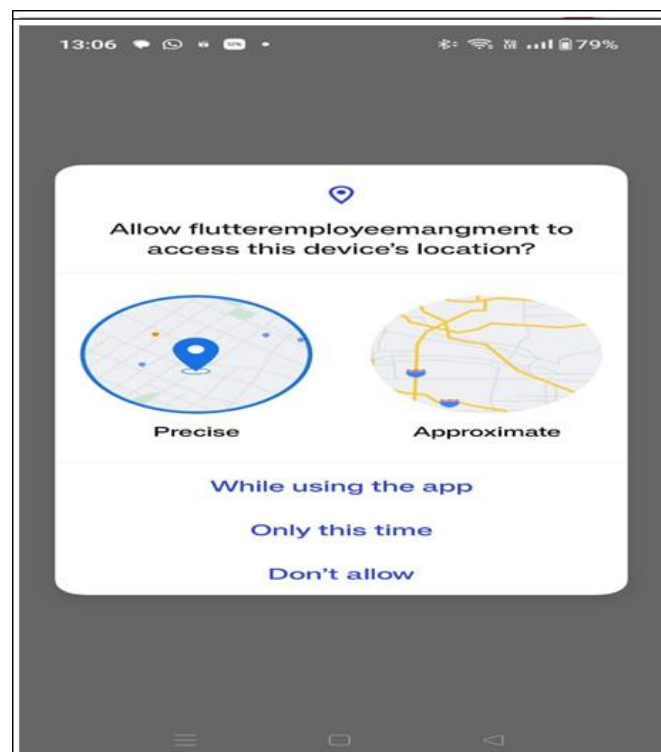 13:06
79%
Allow flutteremployeemangment to
access this device's location?
Precise Approximate
While using the app
Only this time
Don't allow